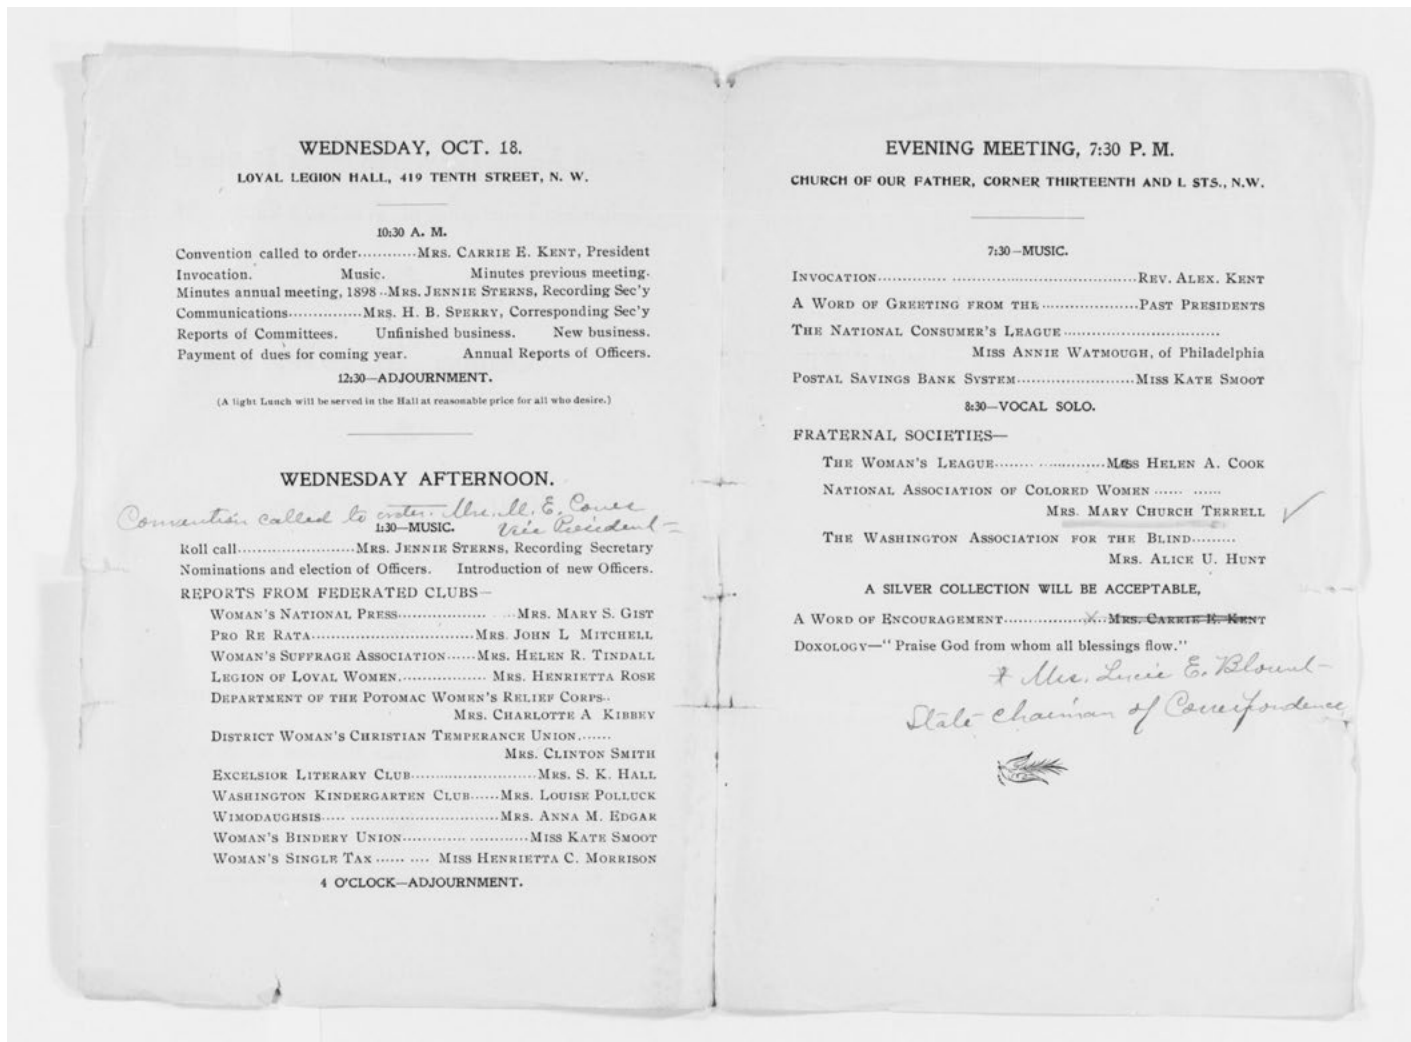 WEDNESDAY, OCT. 18.
LOYAL LEGION HALL, 419 TENTH STREET, N. W.
10:30 A. M.
Convention called to order............MRS. CARRIE E. KENT, President
Invocation. Music. Minutes previous meeting.
Minutes annual meeting, 1898 ..MRS. JENNIE STERNS, Recording Sec'y
Communications..............MRS. H. B. SPERRY, Corresponding Sec'y
Reports of Committees. Unfinished business. New business.
Payment of dues for coming year. Annual Reports of Officers.
12:30—ADJOURNMENT.
(A light Lunch will be served in the Hall at reasonable price for all who desire.)
WEDNESDAY AFTERNOON.
Convention called to order. Mrs. M. E. Coues
1:30—MUSIC. Vice President—
Roll call.......................MRS. JENNIE STERNS, Recording Secretary
Nominations and election of Officers. Introduction of new Officers.
REPORTS FROM FEDERATED CLUBS—
WOMAN'S NATIONAL PRESS.................. ....MRS. MARY S. GIST
PRO RE RATA................................MRS. JOHN L MITCHELL
WOMAN'S SUFFRAGE ASSOCIATION......MRS. HELEN R. TINDALL
LEGION OF LOYAL WOMEN.................. MRS. HENRIETTA ROSE
DEPARTMENT OF THE POTOMAC WOMEN'S RELIEF CORPS..
MRS. CHARLOTTE A KIBBEY
DISTRICT WOMAN'S CHRISTIAN TEMPERANCE UNION.......
MRS. CLINTON SMITH
EXCELSIOR LITERARY CLUB.........................MRS. S. K. HALL
WASHINGTON KINDERGARTEN CLUB......MRS. LOUISE POLLUCK
WIMODAUGHSIS..... .............................MRS. ANNA M. EDGAR
WOMAN'S BINDERY UNION............. ............MISS KATE SMOOT
WOMAN'S SINGLE TAX ...... .... MISS HENRIETTA C. MORRISON
4 O'CLOCK—ADJOURNMENT.
EVENING MEETING, 7:30 P. M.
CHURCH OF OUR FATHER, CORNER THIRTEENTH AND L STS., N.W.
7:30—MUSIC.
INVOCATION............. ...................................REV. ALEX. KENT
A WORD OF GREETING FROM THE ..................PAST PRESIDENTS
THE NATIONAL CONSUMER'S LEAGUE ..............................
MISS ANNIE WATMOUGH, of Philadelphia
POSTAL SAVINGS BANK SYSTEM.......................MISS KATE SMOOT
8:30—VOCAL SOLO.
FRATERNAL SOCIETIES—
THE WOMAN'S LEAGUE....... .............MRS HELEN A. COOK
NATIONAL ASSOCIATION OF COLORED WOMEN ...... ......
MRS. MARY CHURCH TERRELL ✓
THE WASHINGTON ASSOCIATION FOR THE BLIND.........
MRS. ALICE U. HUNT
A SILVER COLLECTION WILL BE ACCEPTABLE,
A WORD OF ENCOURAGEMENT................X..MRS. CARRIE E. KENT
DOXOLOGY—"Praise God from whom all blessings flow."
* Mrs. Lucie E. Blount—
State Chairman of Correspondence